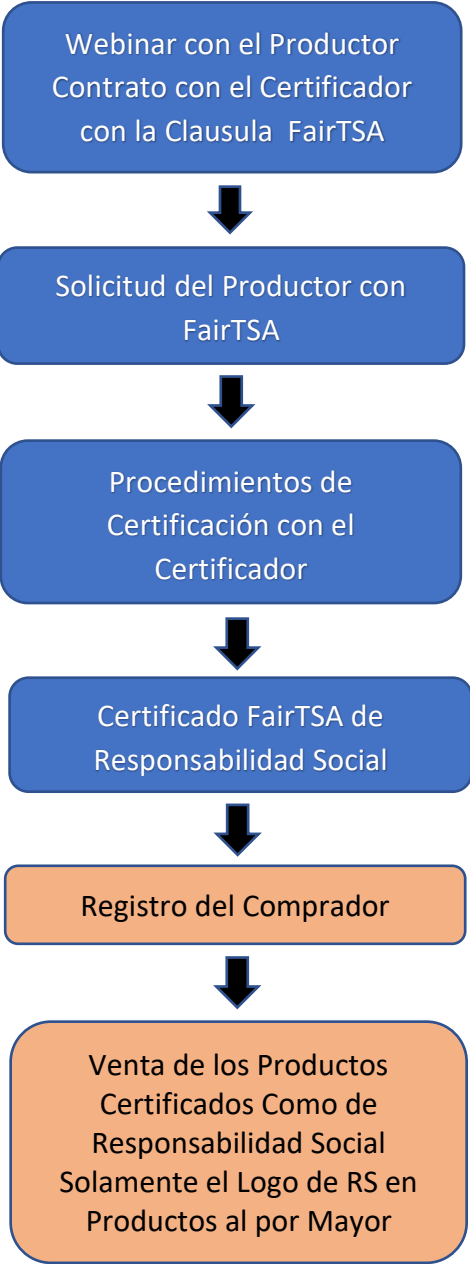 Webinar con el Productor
Contrato con el Certificador
con la Clausula FairTSA
Solicitud del Productor con
FairTSA
Procedimientos de
Certificación con el
Certificador
Certificado FairTSA de
Responsabilidad Social
Registro del Comprador
Venta de los Productos
Certificados Como de
Responsabilidad Social
Solamente el Logo de RS en
Productos al por Mayor